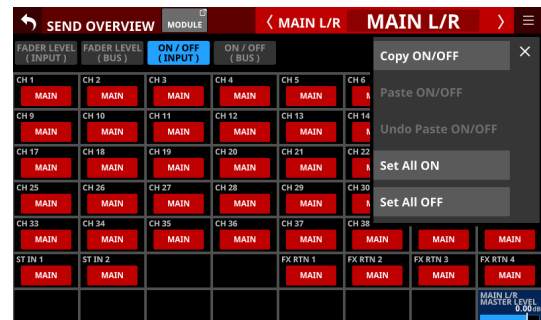 SEND OVERVIEW MODULE 〈 MAIN L/R MAIN L/R 〉
FADER LEVEL FADER LEVEL ON / OFF ON / OFF
(INPUT) (BUS) (INPUT) (BUS)
Copy ON/OFF
Paste ON/OFF
Undo Paste ON/OFF
Set All ON
Set All OFF
CH 1 CH 2 CH 3 CH 4 CH 5 CH 6
MAIN MAIN MAIN MAIN MAIN
CH 9 CH 10 CH 11 CH 12 CH 13 CH 14
MAIN MAIN MAIN MAIN MAIN
CH 17 CH 18 CH 19 CH 20 CH 21 CH 22
MAIN MAIN MAIN MAIN MAIN
CH 25 CH 26 CH 27 CH 28 CH 29 CH 30
MAIN MAIN MAIN MAIN MAIN
CH 33 CH 34 CH 35 CH 36 CH 37 CH 38
MAIN MAIN MAIN MAIN MAIN MAIN MAIN MAIN
ST IN 1 ST IN 2 FX RTN 1 FX RTN 2 FX RTN 3 FX RTN 4
MAIN MAIN MAIN MAIN MAIN MAIN
MAIN L/R
MASTER LEVEL
0.00dB